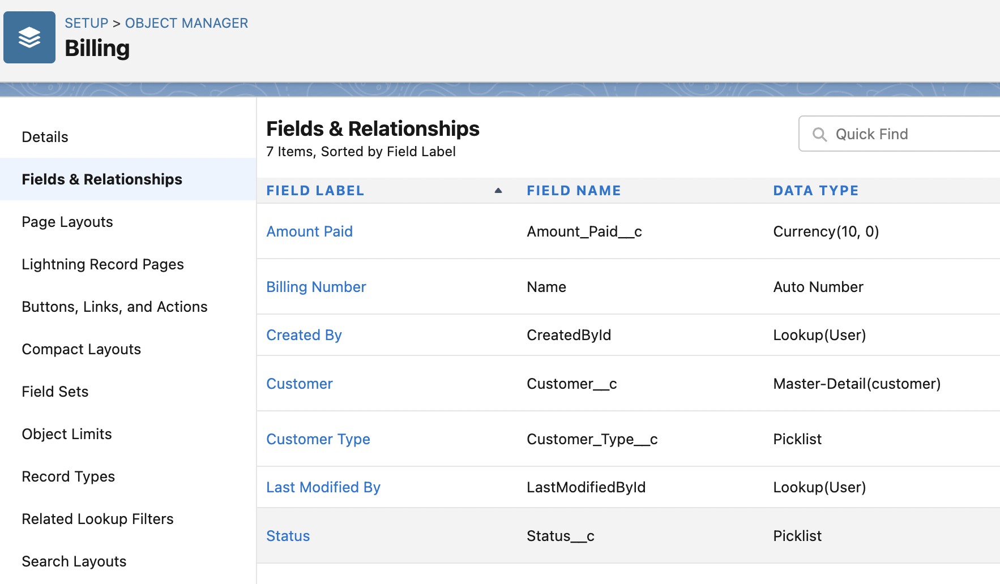 SETUP > OBJECT MANAGER
Billing
Details
Fields & Relationships
Page Layouts
Lightning Record Pages
Buttons, Links, and Actions
Compact Layouts
Field Sets
Object Limits
Record Types
Related Lookup Filters
Search Layouts
Fields & Relationships
7 Items, Sorted by Field Label
Quick Find
FIELD LABEL FIELD NAME DATA TYPE
Amount Paid Amount_Paid__c Currency(10, 0)
Billing Number Name Auto Number
Created By CreatedById Lookup(User)
Customer Customer__c Master-Detail(customer)
Customer Type Customer_Type__c Picklist
Last Modified By LastModifiedById Lookup(User)
Status Status__c Picklist